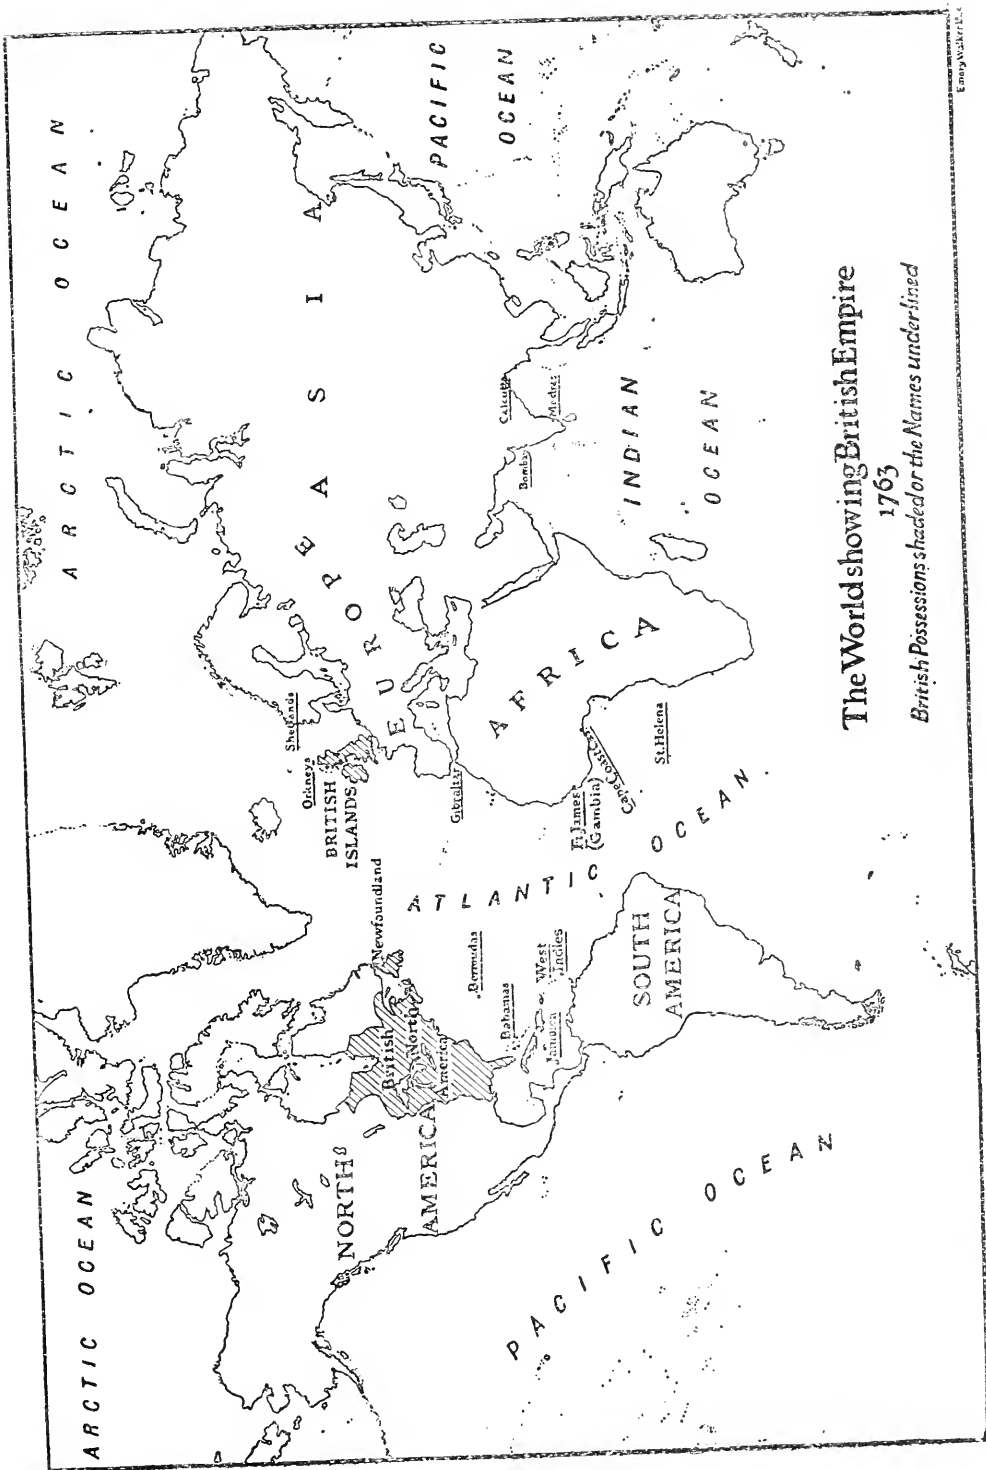 ARCTIC OCEAN
ARCTIC OCEAN
PACIFIC
OCEAN
NORTH
AMERICA
British
North
America
Newfoundland
Bermudas
Bahamas
West
Indies
Jamaica
SOUTH
AMERICA
ATLANTIC OCEAN
BRITISH
ISLANDS
Orkneys
Shetlands
Gibraltar
EUROPE
ASIA
AFRICA
Ft. James
(Gambia)
Cape Coast Cas.
St. Helena
Bombay
Calcutta
Madras
INDIAN
OCEAN
PACIFIC OCEAN
The World showing British Empire
1763
British Possessions shaded or the Names underlined
Emery Walker